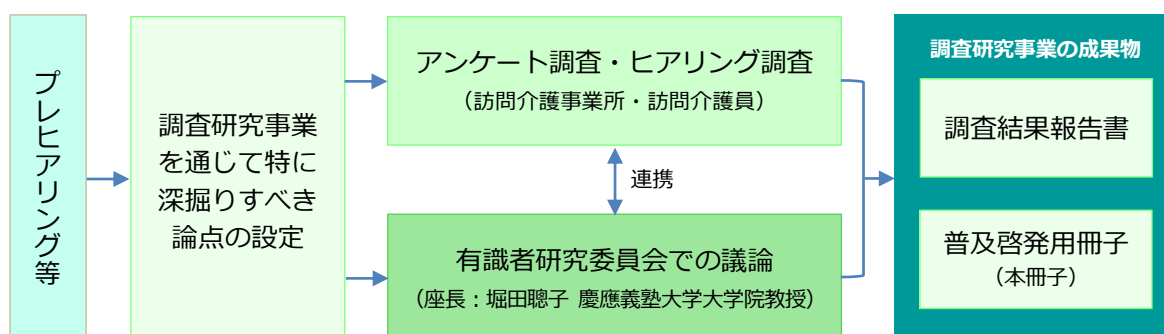 プレヒアリング等
調査研究事業
を通じて特に
深掘りすべき
論点の設定
アンケート調査・ヒアリング調査
（訪問介護事業所・訪問介護員）
連携
有識者研究委員会での議論
（座長：堀田聰子 慶應義塾大学大学院教授）
調査研究事業の成果物
調査結果報告書
普及啓発用冊子
（本冊子）